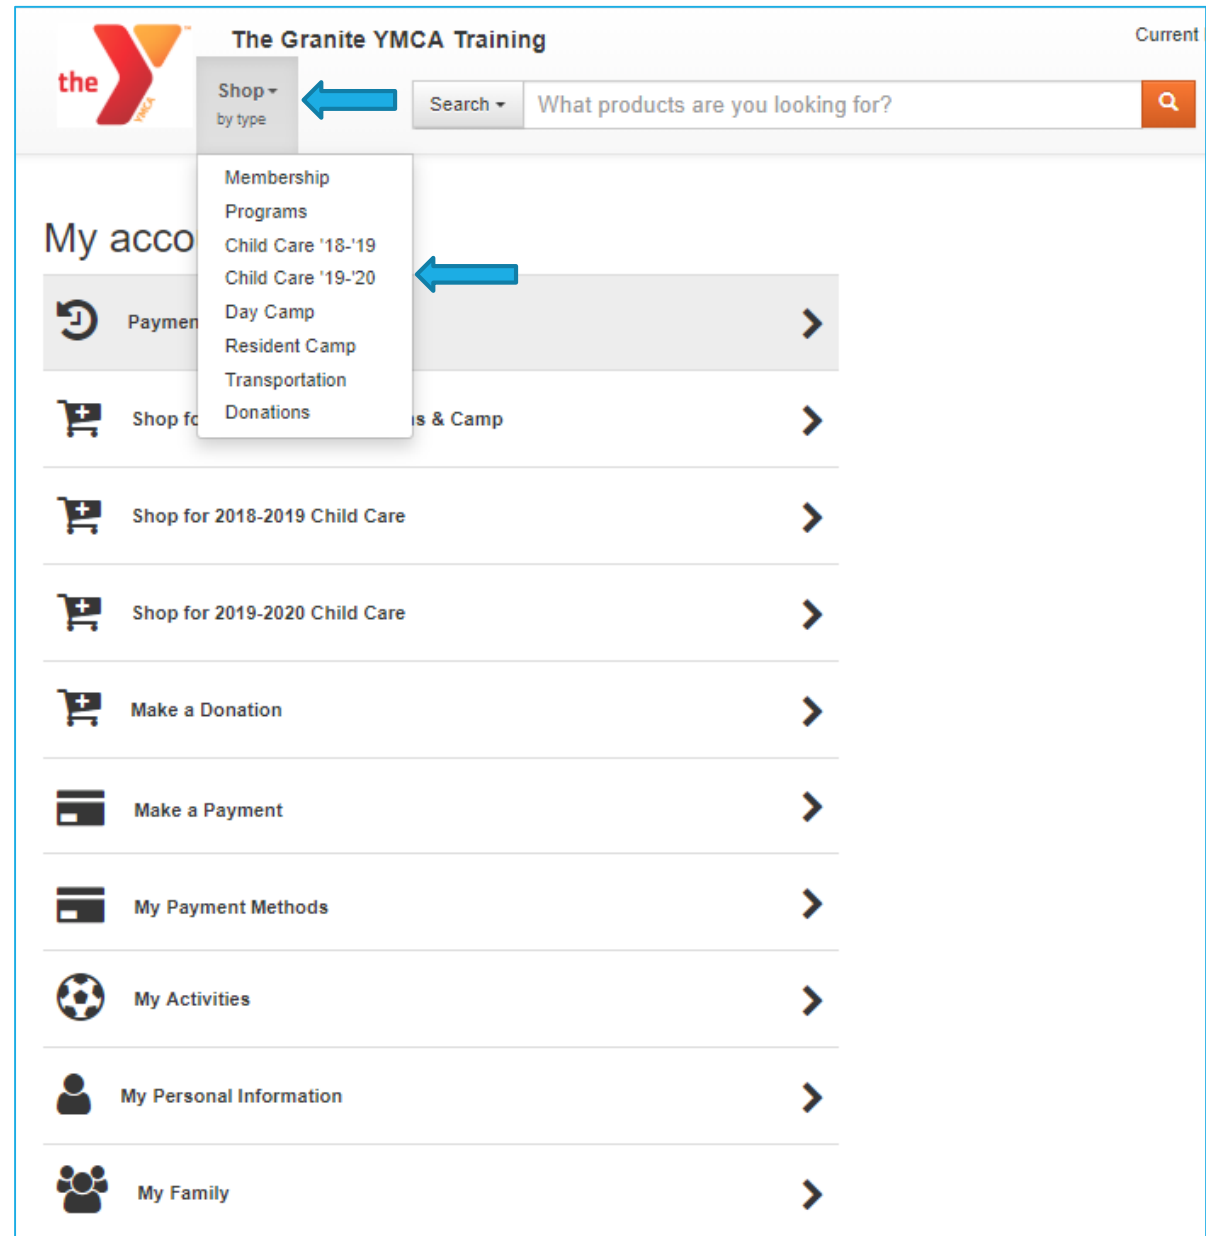 The Granite YMCA Training
Current
the
YMCA
Shop
by type
Search
What products are you looking for?
Membership
Programs
Child Care '18-'19
Child Care '19-'20
Day Camp
Resident Camp
Transportation
Donations
My acco
Paymen
Shop fo
s & Camp
Shop for 2018-2019 Child Care
Shop for 2019-2020 Child Care
Make a Donation
Make a Payment
My Payment Methods
My Activities
My Personal Information
My Family